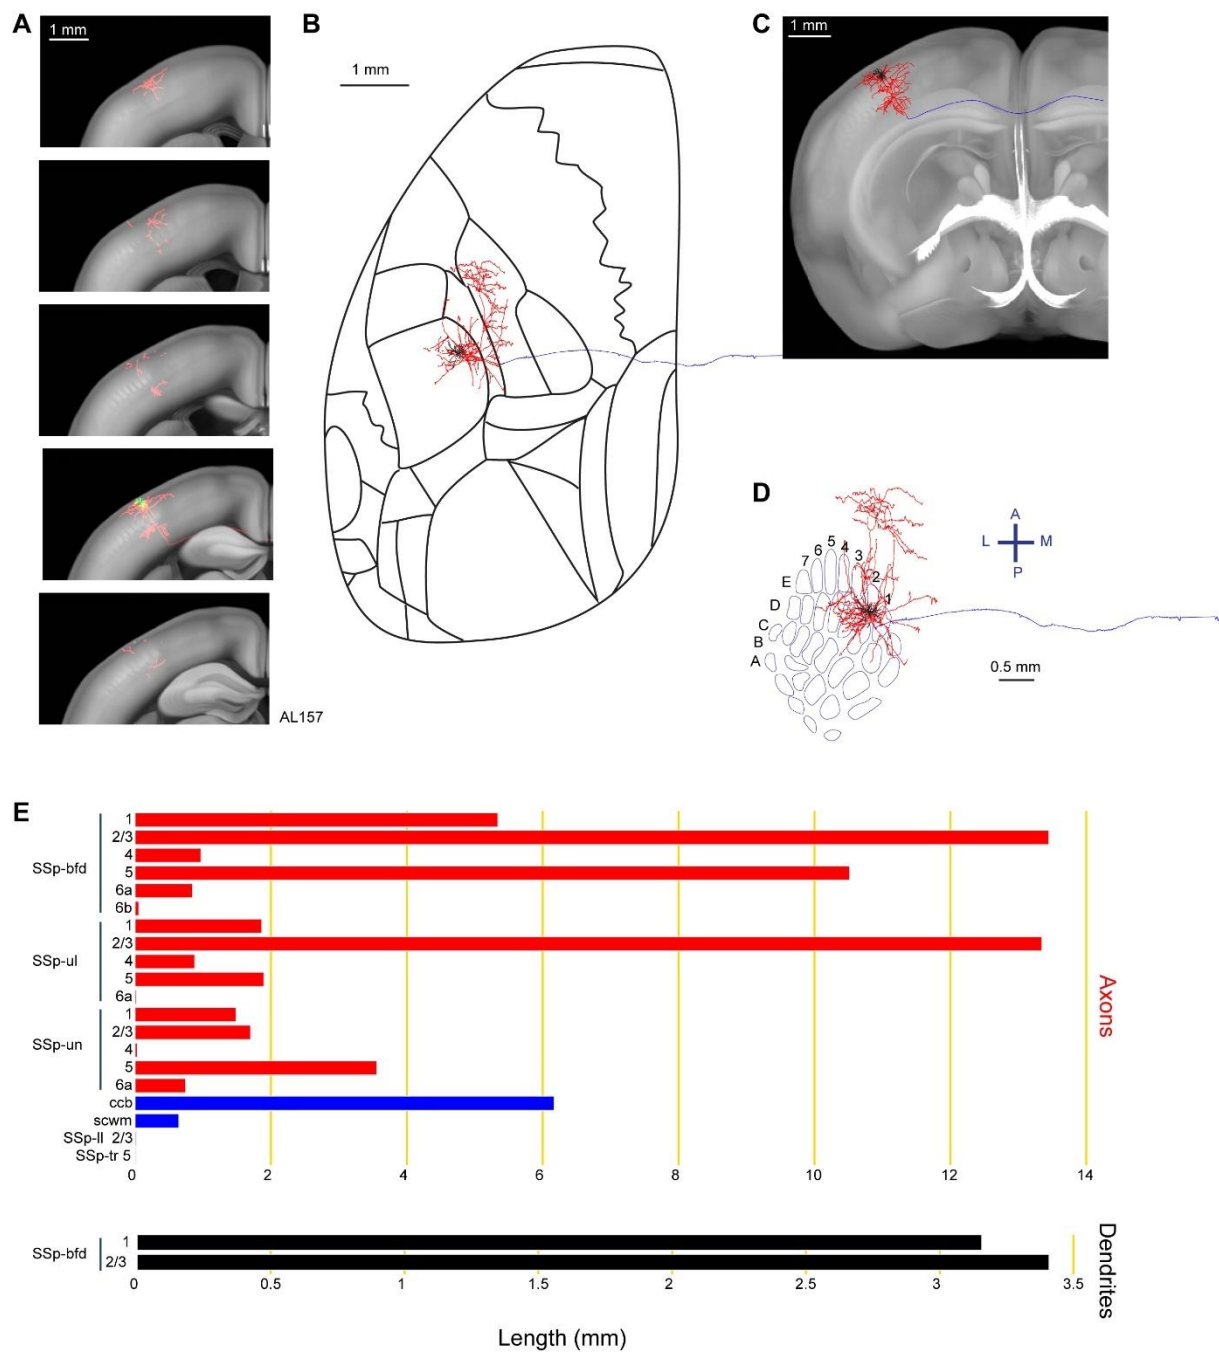 A
1 mm
B
1 mm
C
1 mm
D
A
L
M
P
5
6
4
7
3
2
E
1
D
C
B
A
0.5 mm
AL157
E
SSp-bfd
1
2/3
4
5
6a
6b
SSp-ul
1
2/3
4
5
6a
SSp-un
1
2/3
4
5
6a
ccb
scwm
SSp-ll 2/3
SSp-tr 5
0 2 4 6 8 10 12 14
Axons
SSp-bfd
1
2/3
0 0.5 1 1.5 2 2.5 3 3.5
Dendrites
Length (mm)